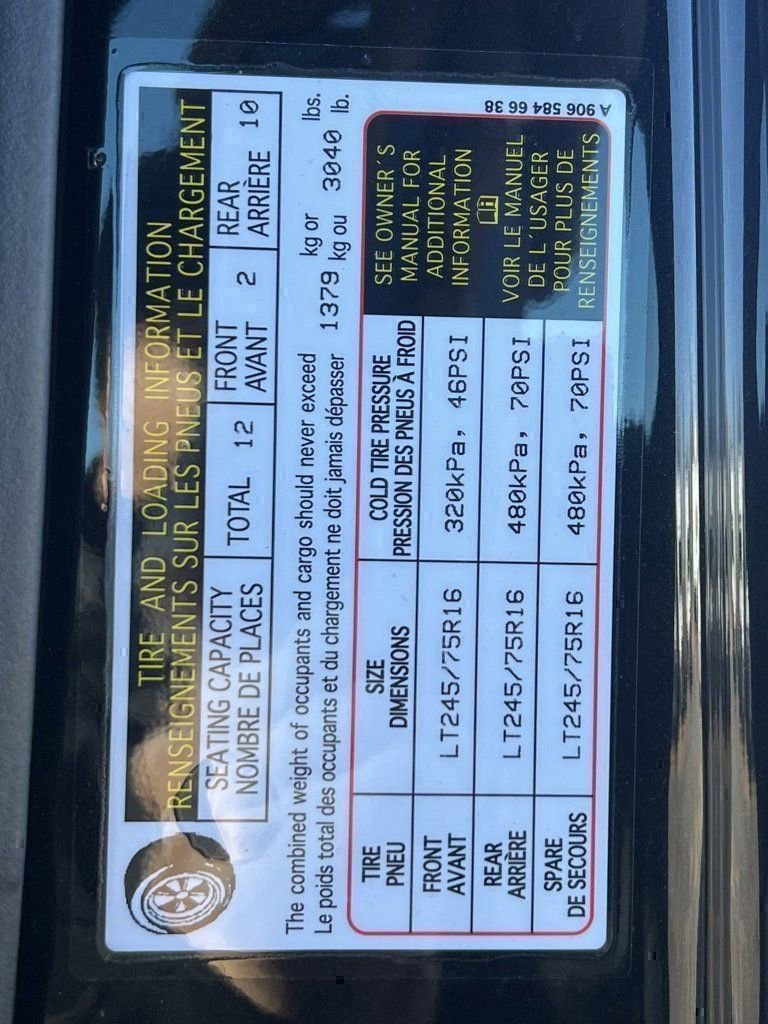 TIRE AND LOADING INFORMATION
RENSEIGNEMENTS SUR LES PNEUS ET LE CHARGEMENT
SEATING CAPACITY
NOMBRE DE PLACES
TOTAL 12
FRONT
AVANT 2
REAR
ARRIÈRE 10
The combined weight of occupants and cargo should never exceed kg or lbs.
Le poids total des occupants et du chargement ne doit jamais dépasser 1379 kg ou 3040 lb.
TIRE
PNEU
SIZE
DIMENSIONS
COLD TIRE PRESSURE
PRESSION DES PNEUS À FROID
FRONT
AVANT
LT245/75R16
320kPa, 46PSI
REAR
ARRIÈRE
LT245/75R16
480kPa, 70PSI
SPARE
DE SECOURS
LT245/75R16
480kPa, 70PSI
SEE OWNER'S
MANUAL FOR
ADDITIONAL
INFORMATION
VOIR LE MANUEL
DE L'USAGER
POUR PLUS DE
RENSEIGNEMENTS
A 906 584 66 38